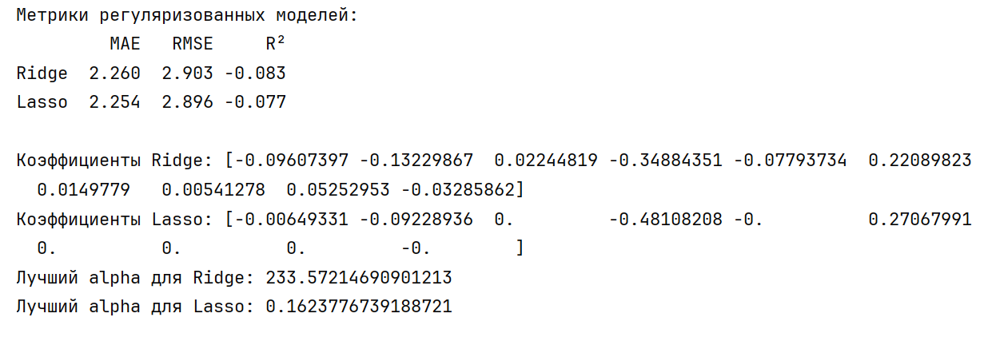 Метрики регуляризованных моделей:
MAE RMSE R²
Ridge 2.260 2.903 -0.083
Lasso 2.254 2.896 -0.077
Коэффициенты Ridge: [-0.09607397 -0.13229867 0.02244819 -0.34884351 -0.07793734 0.22089823
0.0149779 0.00541278 0.05252953 -0.03285862]
Коэффициенты Lasso: [-0.00649331 -0.09228936 0. -0.48108208 -0. 0.27067991
0. 0. 0. -0. ]
Лучший alpha для Ridge: 233.57214690901213
Лучший alpha для Lasso: 0.1623776739188721